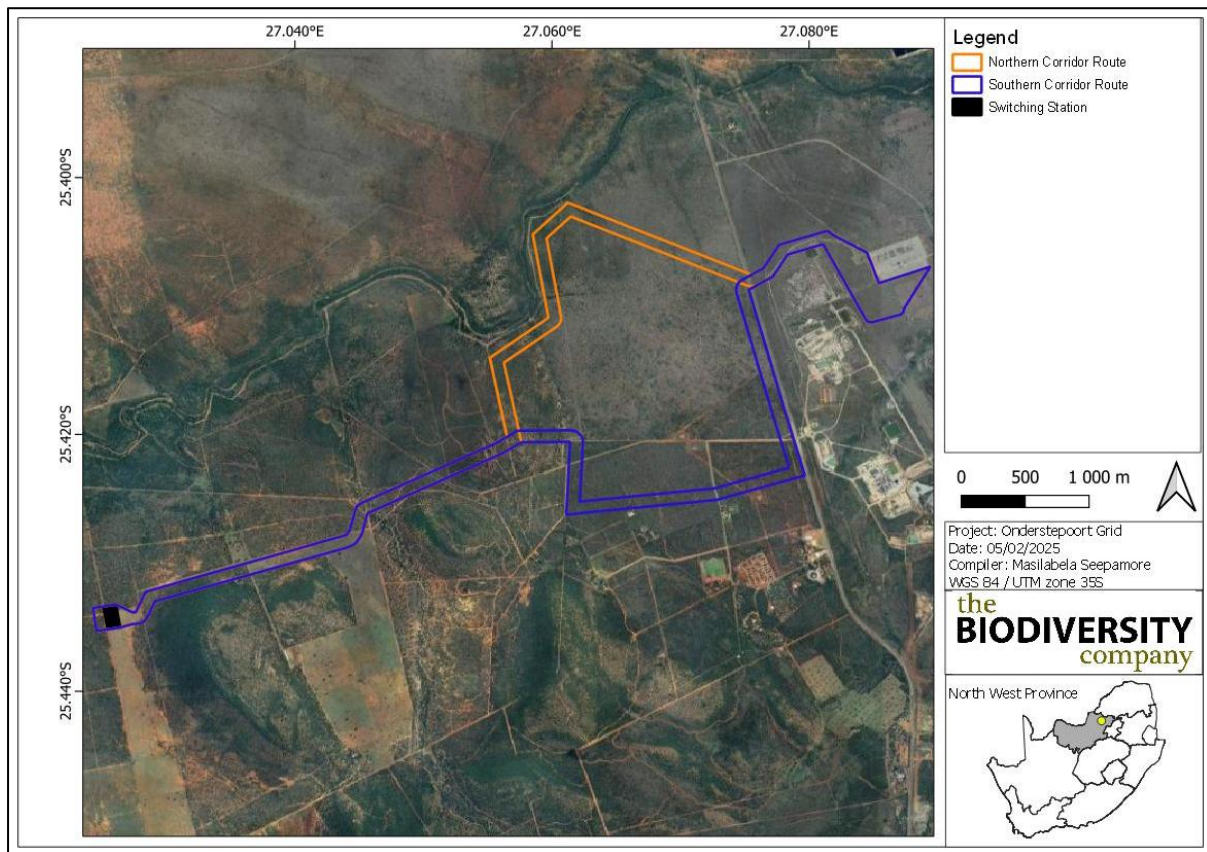 27.040°E
27.060°E
27.080°E
25.400°S
25.420°S
25.440°S
Legend
Northern Corridor Route
Southern Corridor Route
Switching Station
0 500 1 000 m
Project: Onderstepoort Grid
Date: 05/02/2025
Compiler: Masilabela Seepamore
WGS 84 / UTM zone 35S
the
BIODIVERSITY
company
North West Province